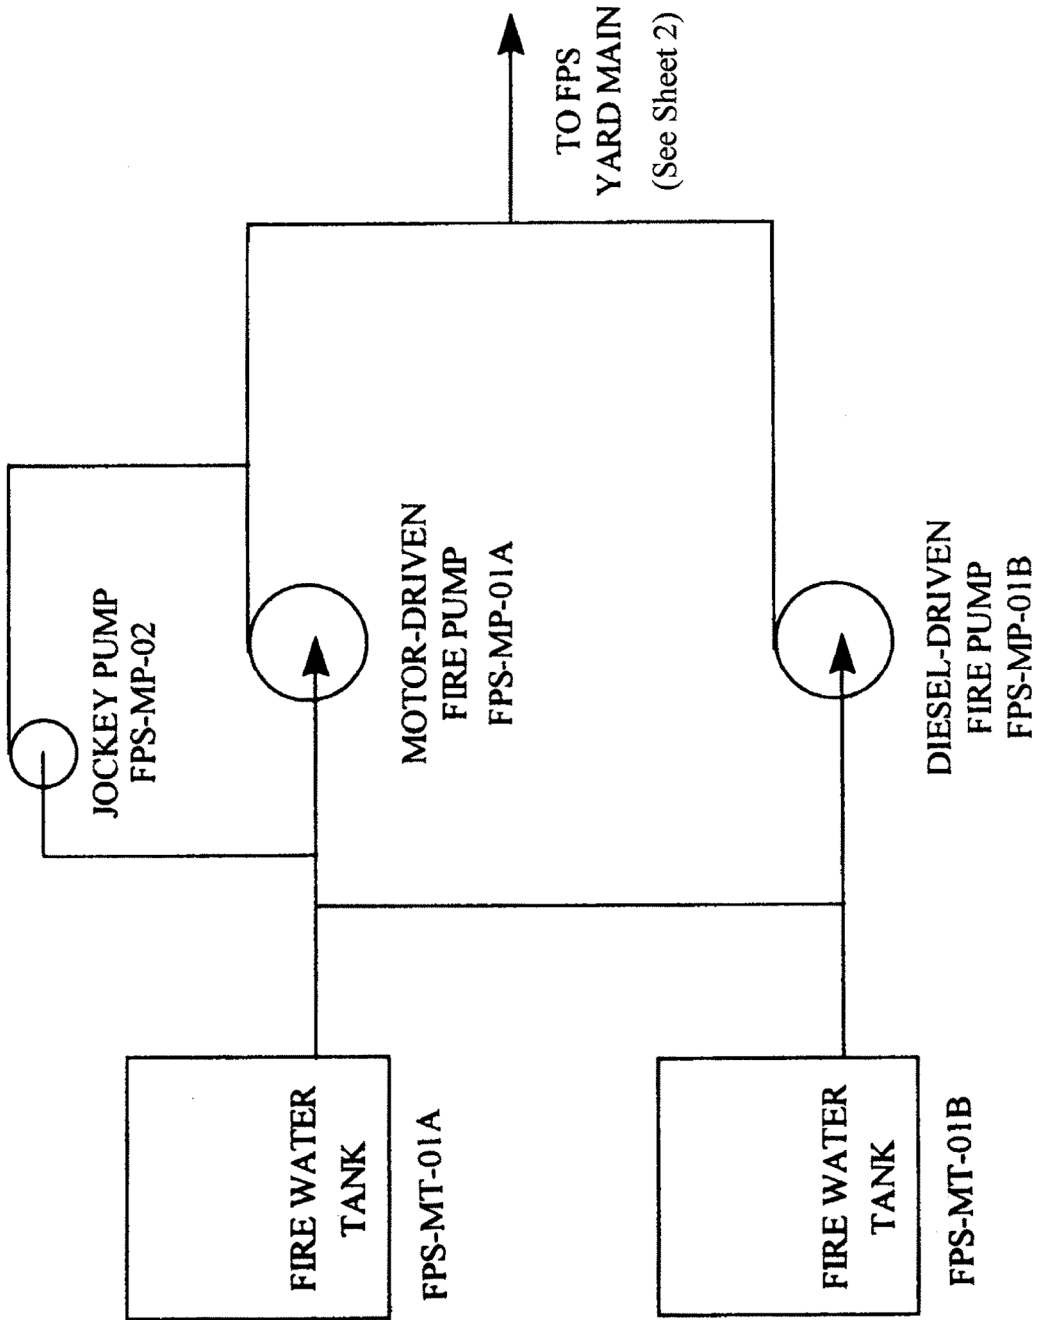 JOCKEY PUMP
FPS-MP-02
TO FPS
YARD MAIN
(See Sheet 2)
MOTOR-DRIVEN
FIRE PUMP
FPS-MP-01A
FIRE WATER
TANK
FPS-MT-01A
DIESEL-DRIVEN
FIRE PUMP
FPS-MP-01B
FIRE WATER
TANK
FPS-MT-01B